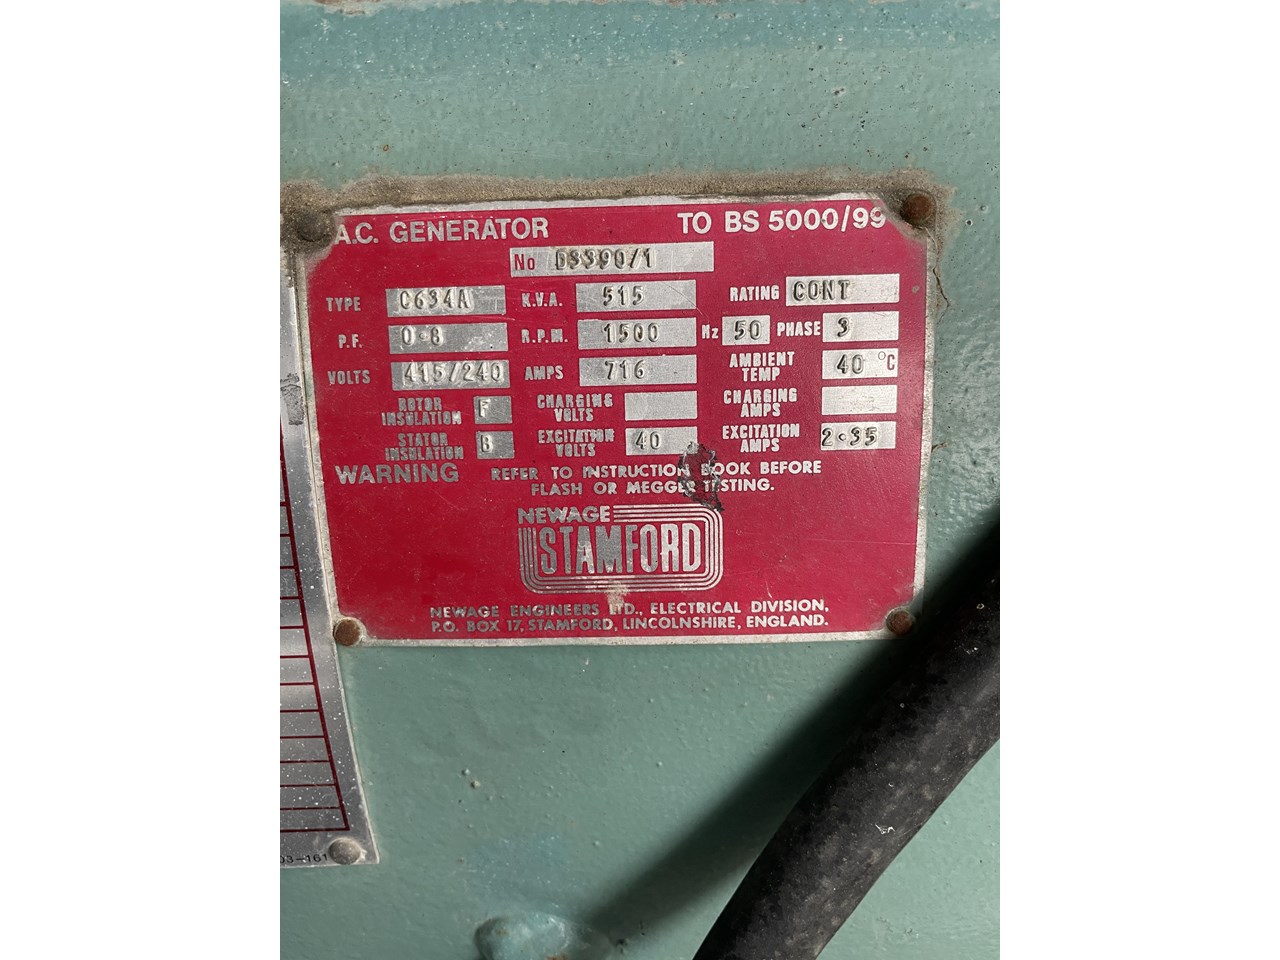 A.C. GENERATOR TO BS 5000/99
No D3390/1
TYPE C634A K.V.A. 515 RATING CONT
P.F. 0·8 R.P.M. 1500 Hz 50 PHASE 3
VOLTS 415/240 AMPS 716 AMBIENT TEMP 40 °C
ROTOR INSULATION F CHARGING VOLTS CHARGING AMPS
STATOR INSULATION B EXCITATION VOLTS 40 EXCITATION AMPS 2·35
WARNING REFER TO INSTRUCTION BOOK BEFORE
FLASH OR MEGGER TESTING.
NEWAGE
STAMFORD
NEWAGE ENGINEERS LTD., ELECTRICAL DIVISION,
P.O. BOX 17, STAMFORD, LINCOLNSHIRE, ENGLAND.